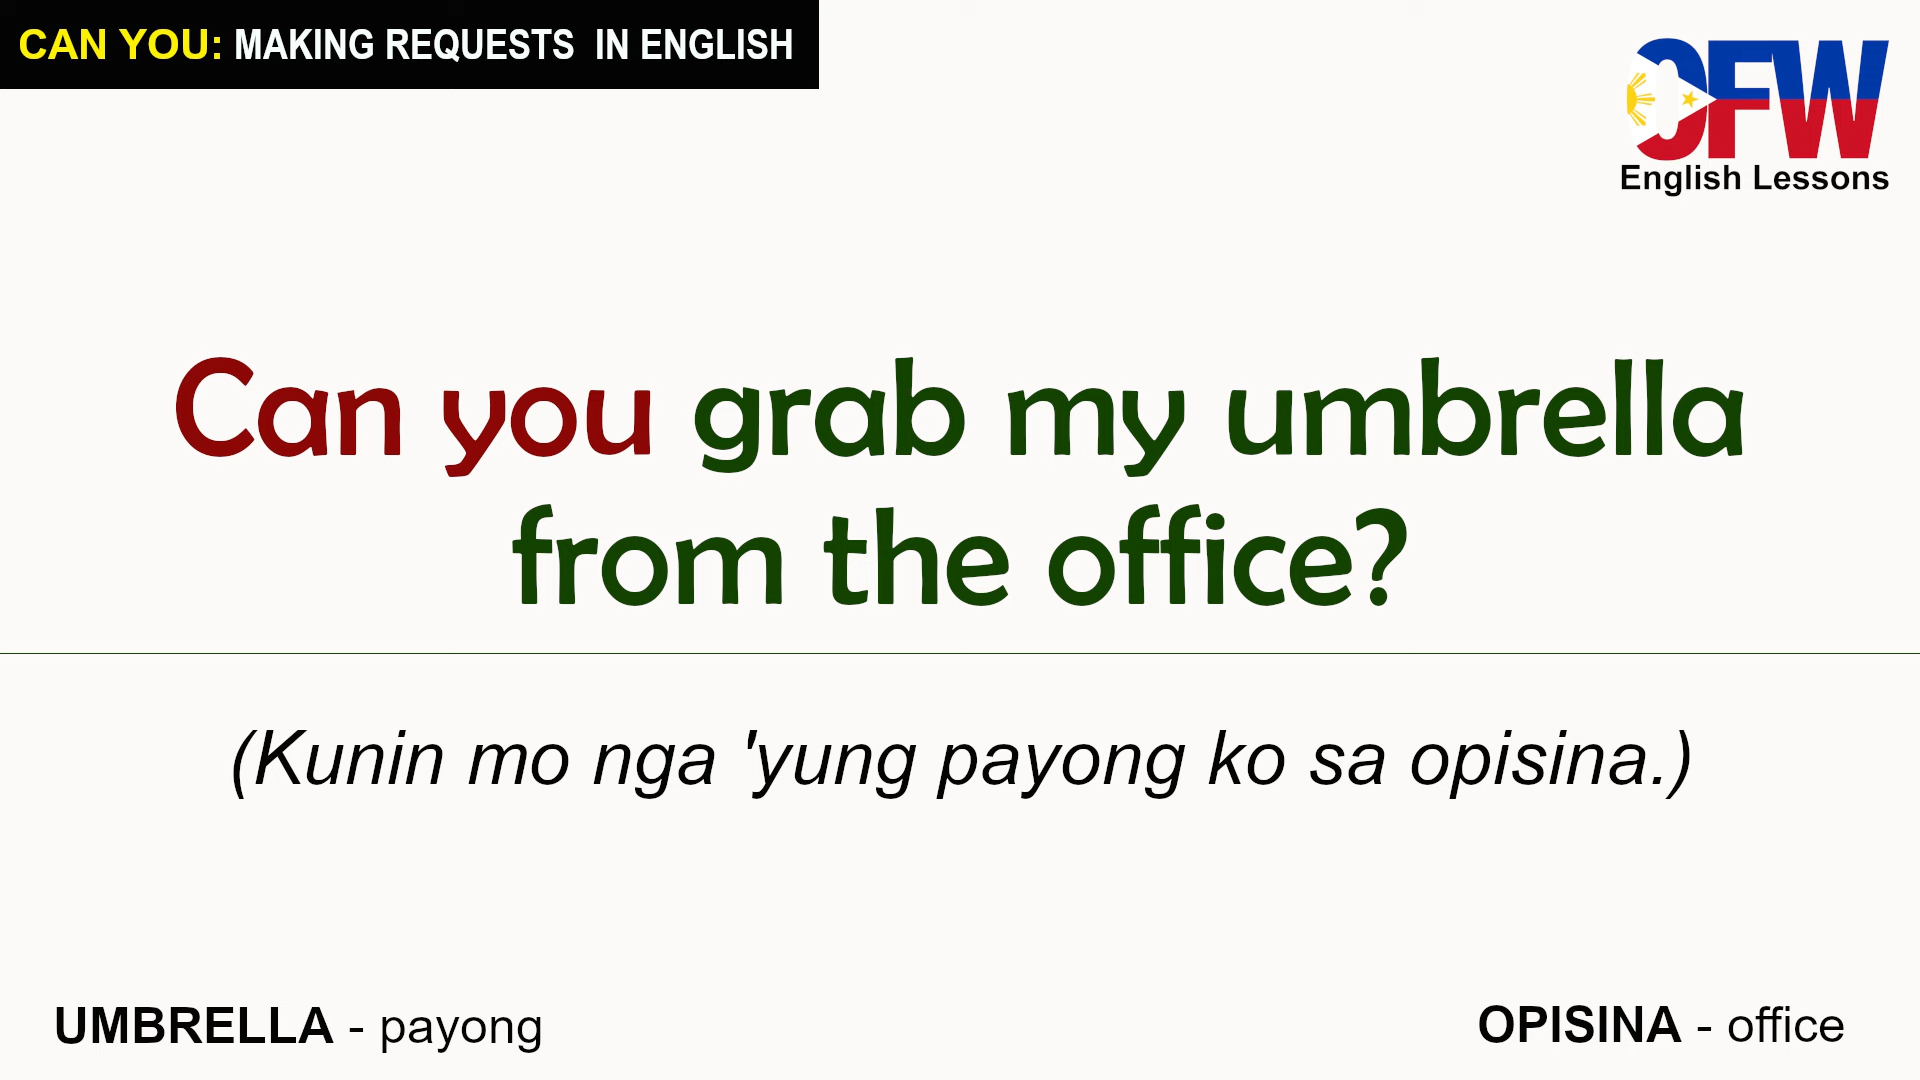 CAN YOU: MAKING REQUESTS IN ENGLISH
OFW
English Lessons
Can you grab my umbrella
from the office?
(Kunin mo nga 'yung payong ko sa opisina.)
UMBRELLA - payong
OPISINA - office